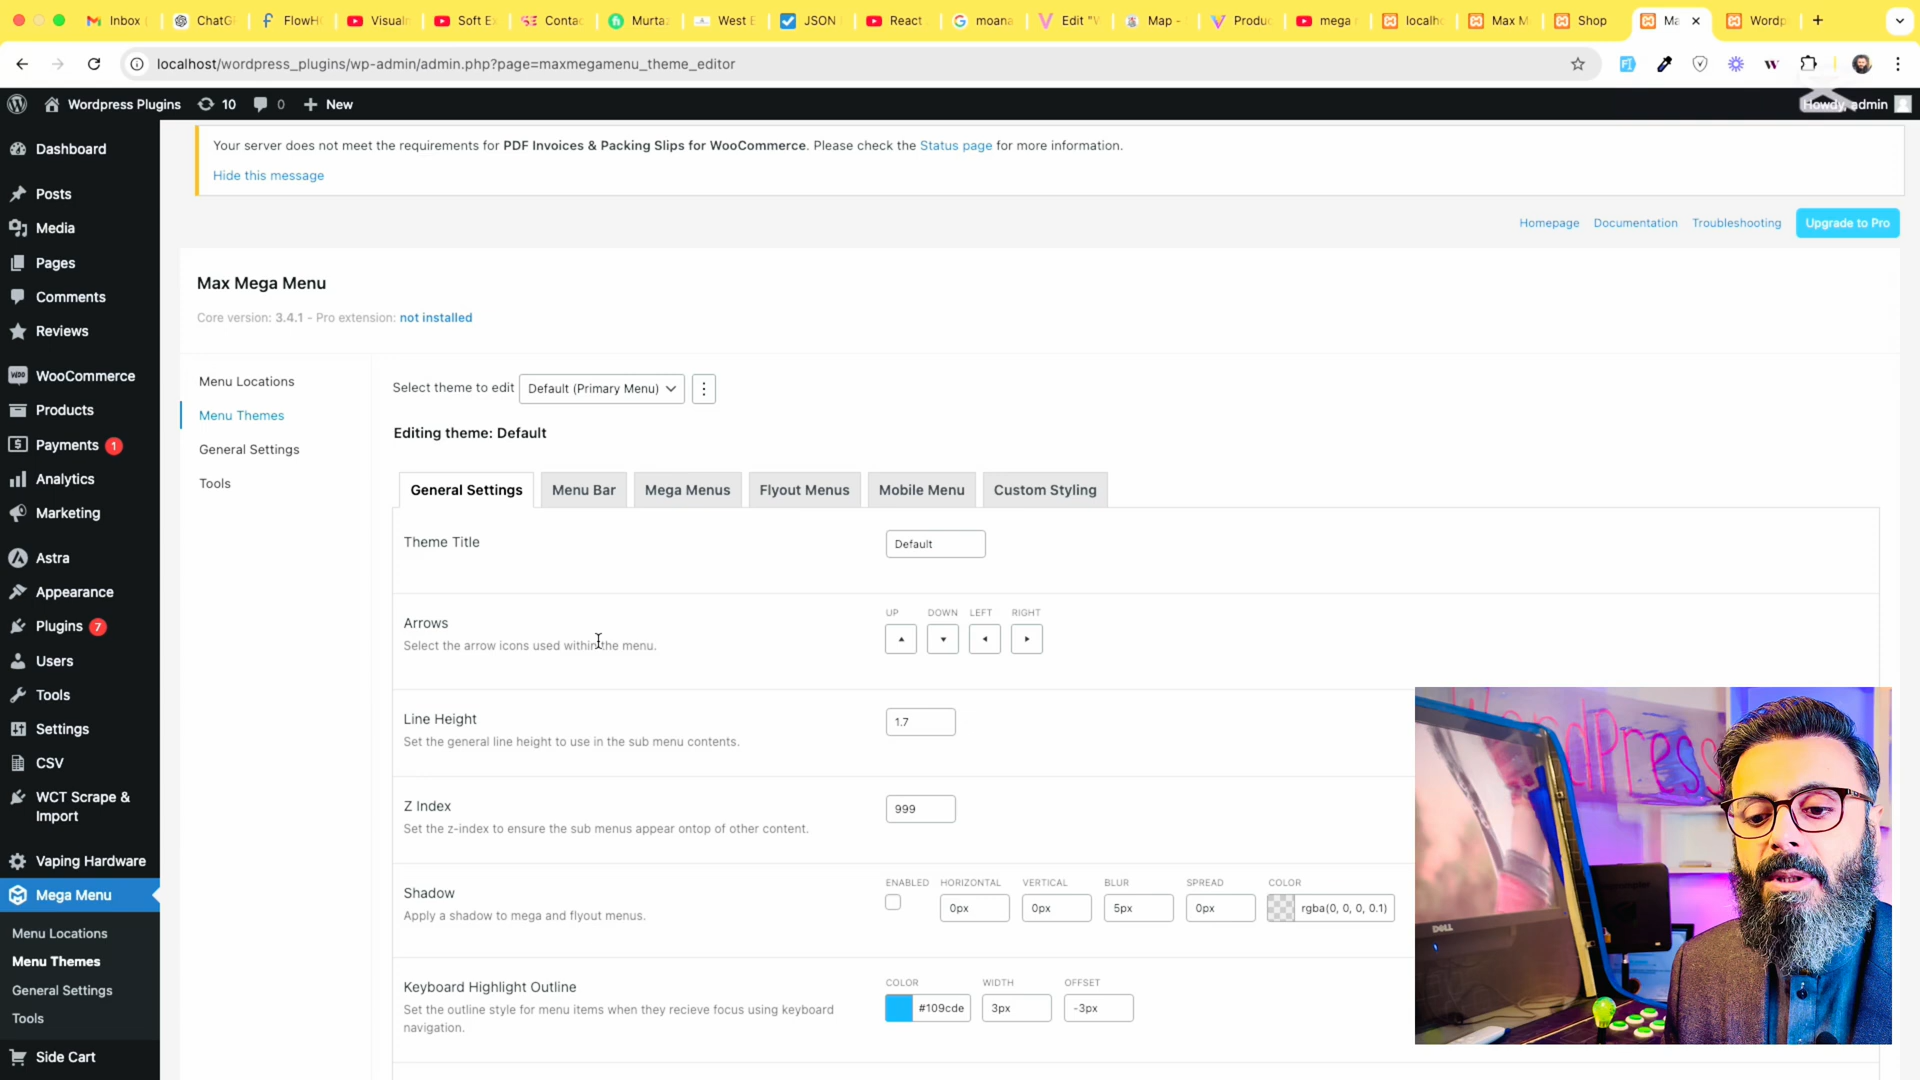 Inbox
ChatG
FlowH
Visual
Soft E
Conta
Murta
West E
JSON
React
moana
Edit "V
Map -
Produ
mega
localho
Max M
Shop
Ma
Wordp
localhost/wordpress_plugins/wp-admin/admin.php?page=maxmegamenu_theme_editor
Wordpress Plugins
10
0
New
Howdy, admin
Dashboard
Posts
Media
Pages
Comments
Reviews
WooCommerce
Products
Payments 1
Analytics
Marketing
Astra
Appearance
Plugins 7
Users
Tools
Settings
CSV
WCT Scrape &
Import
Vaping Hardware
Mega Menu
Menu Locations
Menu Themes
General Settings
Tools
Side Cart
Your server does not meet the requirements for PDF Invoices & Packing Slips for WooCommerce. Please check the Status page for more information.
Hide this message
Homepage Documentation Troubleshooting Upgrade to Pro
Max Mega Menu
Core version: 3.4.1 - Pro extension: not installed
Menu Locations
Menu Themes
General Settings
Tools
Select theme to edit Default (Primary Menu)
Editing theme: Default
General Settings Menu Bar Mega Menus Flyout Menus Mobile Menu Custom Styling
Theme Title
Default
Arrows
Select the arrow icons used within the menu.
UP DOWN LEFT RIGHT
Line Height
Set the general line height to use in the sub menu contents.
1.7
Z Index
Set the z-index to ensure the sub menus appear ontop of other content.
999
Shadow
Apply a shadow to mega and flyout menus.
ENABLED HORIZONTAL VERTICAL BLUR SPREAD COLOR
0px 0px 5px 0px rgba(0, 0, 0, 0.1)
Keyboard Highlight Outline
Set the outline style for menu items when they recieve focus using keyboard
navigation.
COLOR WIDTH OFFSET
#109cde 3px -3px
WordPress
DELL